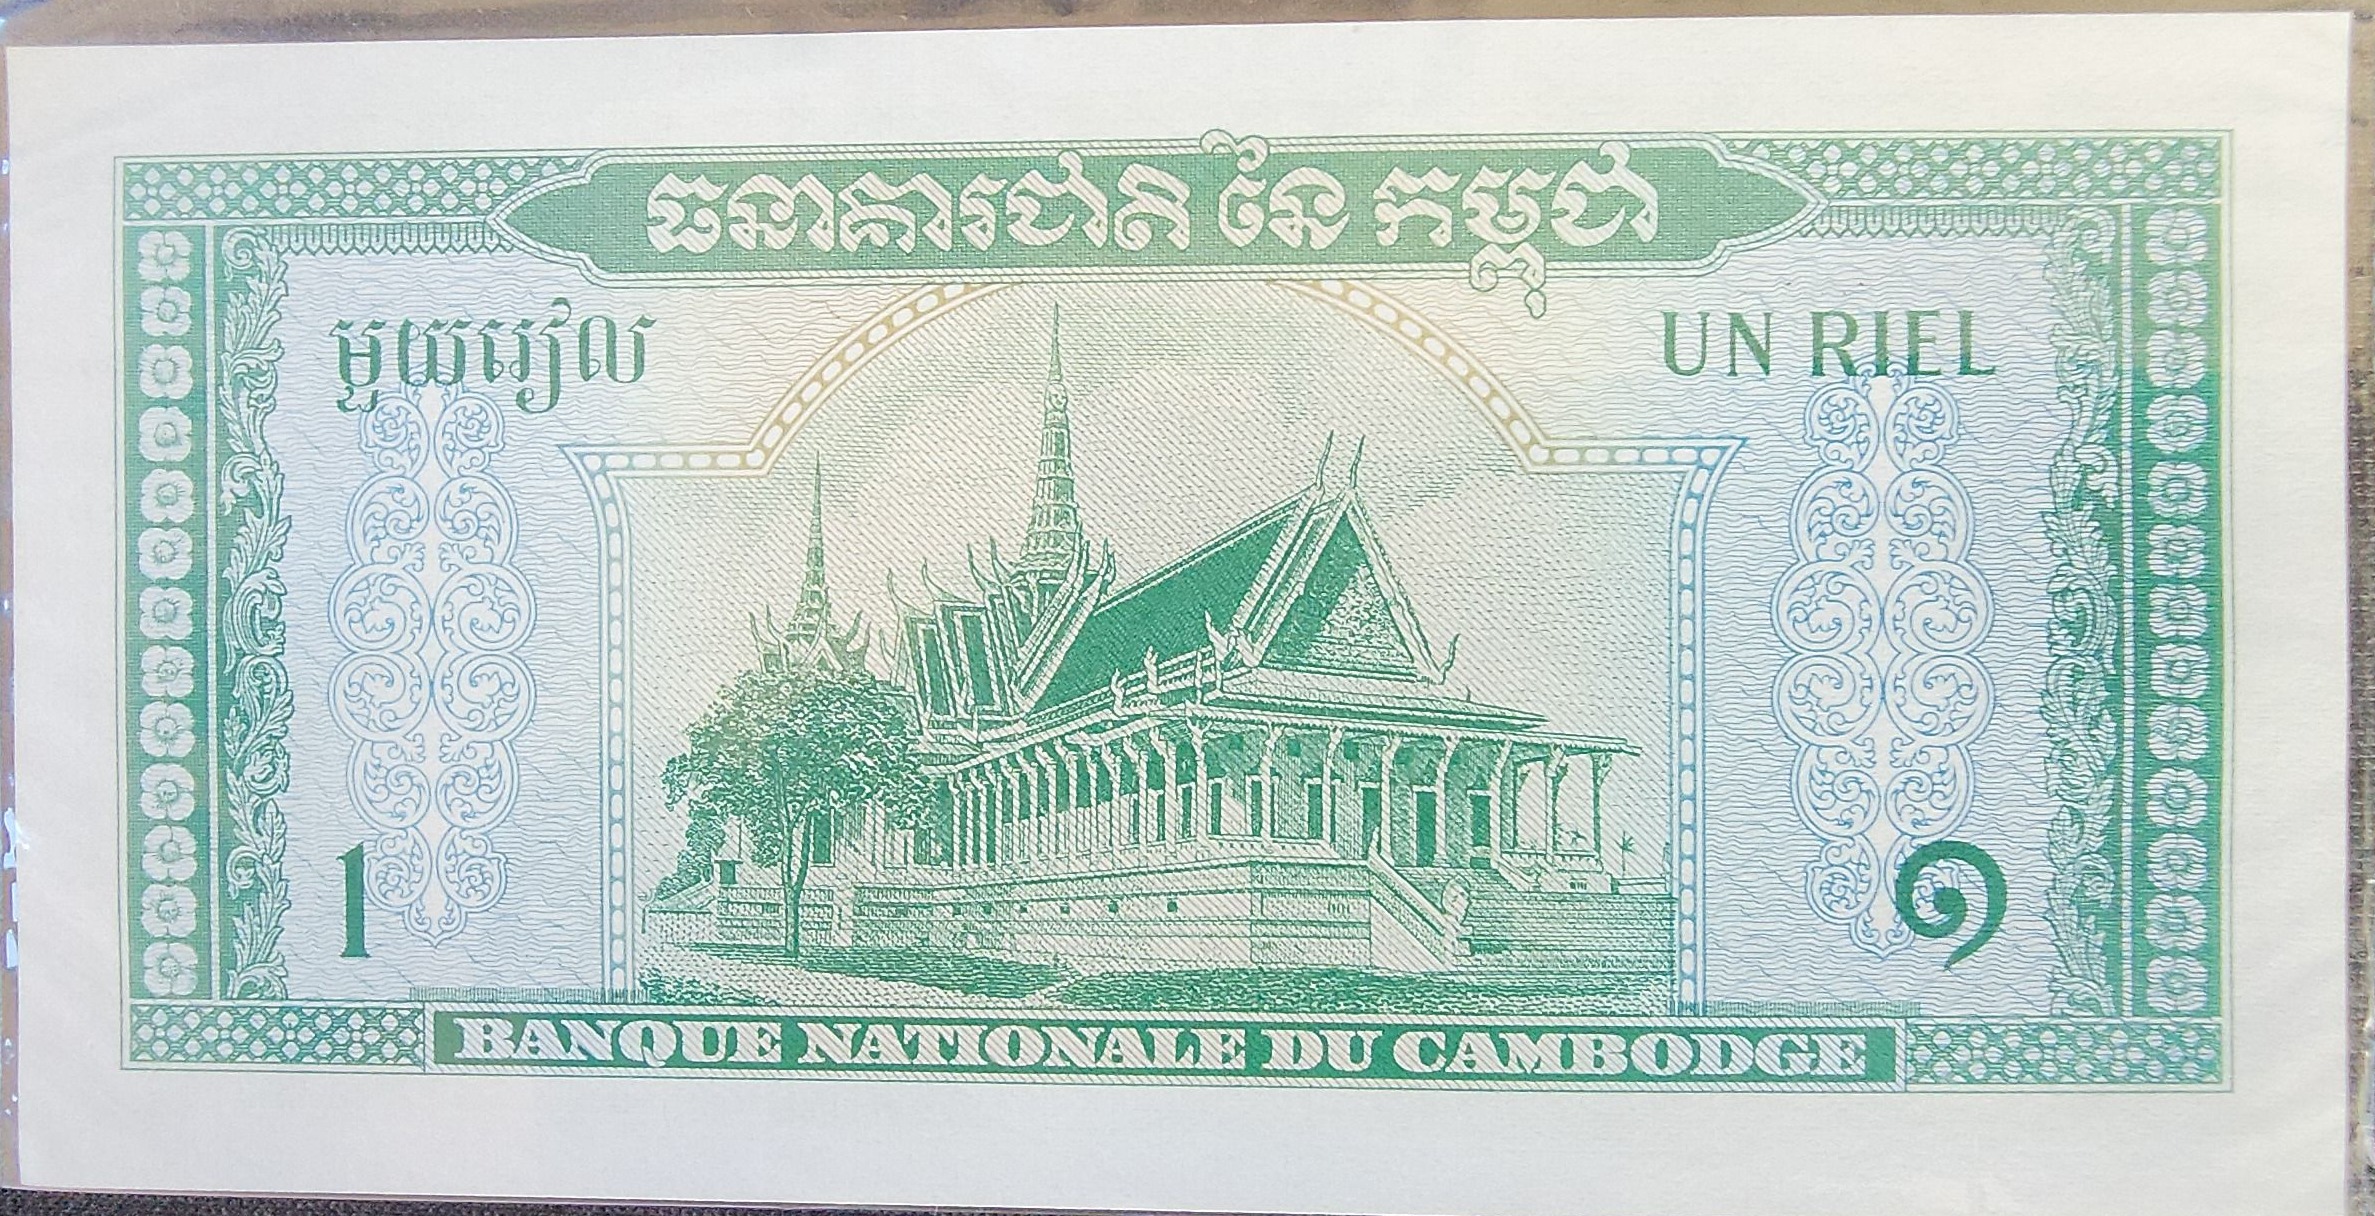 ធនាគារជាតិ នៃ កម្ពុជា
មួយរៀល
UN RIEL
1
១
BANQUE NATIONALE DU CAMBODGE